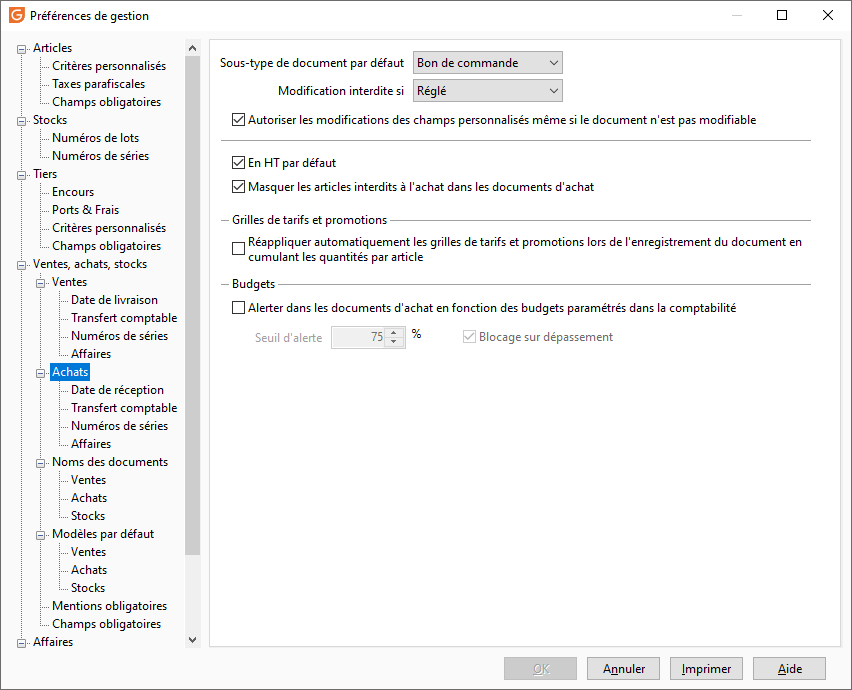 Préférences de gestion
Articles
Critères personnalisés
Taxes parafiscales
Champs obligatoires
Stocks
Numéros de lots
Numéros de séries
Tiers
Encours
Ports & Frais
Critères personnalisés
Champs obligatoires
Ventes, achats, stocks
Ventes
Date de livraison
Transfert comptable
Numéros de séries
Affaires
Achats
Date de réception
Transfert comptable
Numéros de séries
Affaires
Noms des documents
Ventes
Achats
Stocks
Modèles par défaut
Ventes
Achats
Stocks
Mentions obligatoires
Champs obligatoires
Affaires
Sous-type de document par défaut Bon de commande
Modification interdite si Réglé
Autoriser les modifications des champs personnalisés même si le document n'est pas modifiable
En HT par défaut
Masquer les articles interdits à l'achat dans les documents d'achat
Grilles de tarifs et promotions
Réappliquer automatiquement les grilles de tarifs et promotions lors de l'enregistrement du document en
cumulant les quantités par article
Budgets
Alerter dans les documents d'achat en fonction des budgets paramétrés dans la comptabilité
Seuil d'alerte 75 % Blocage sur dépassement
OK Annuler Imprimer Aide